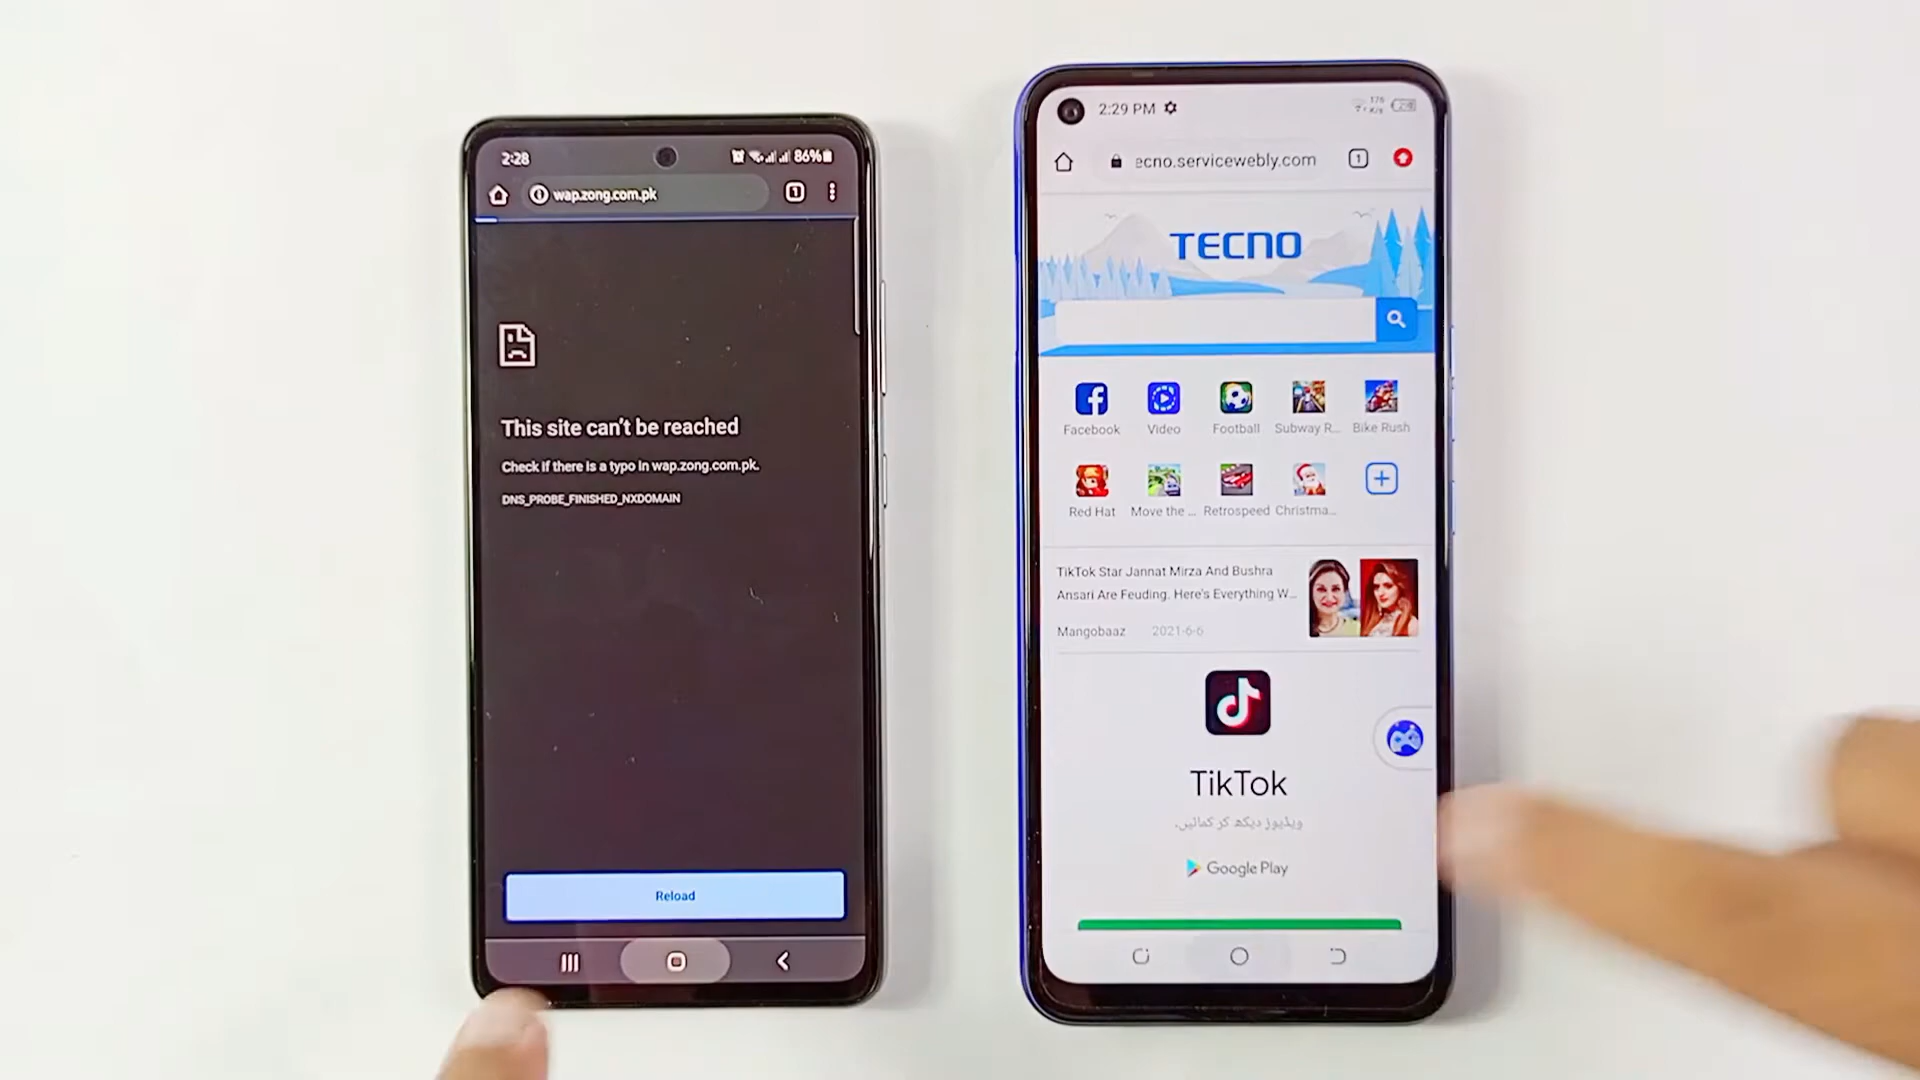 2:28
86%
wap.zong.com.pk
1
This site can't be reached
Check if there is a typo in wap.zong.com.pk.
DNS_PROBE_FINISHED_NXDOMAIN
Reload
2:29 PM
176
K/s
ecno.servicewebly.com
1
TECNO
Facebook
Video
Football
Subway R...
Bike Rush
Red Hat
Move the ...
Retrospeed
Christma...
TikTok Star Jannat Mirza And Bushra
Ansari Are Feuding. Here's Everything W...
Mangobaaz 2021-6-6
TikTok
ویڈیوز دیکھ کر کمائیں.
Google Play